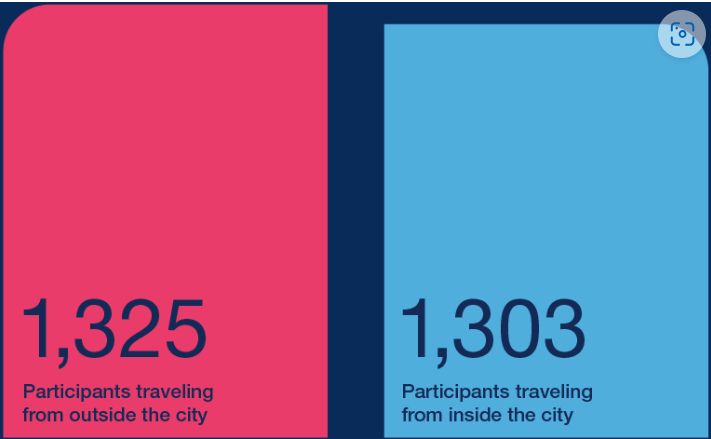 1,325
Participants traveling
from outside the city
1,303
Participants traveling
from inside the city